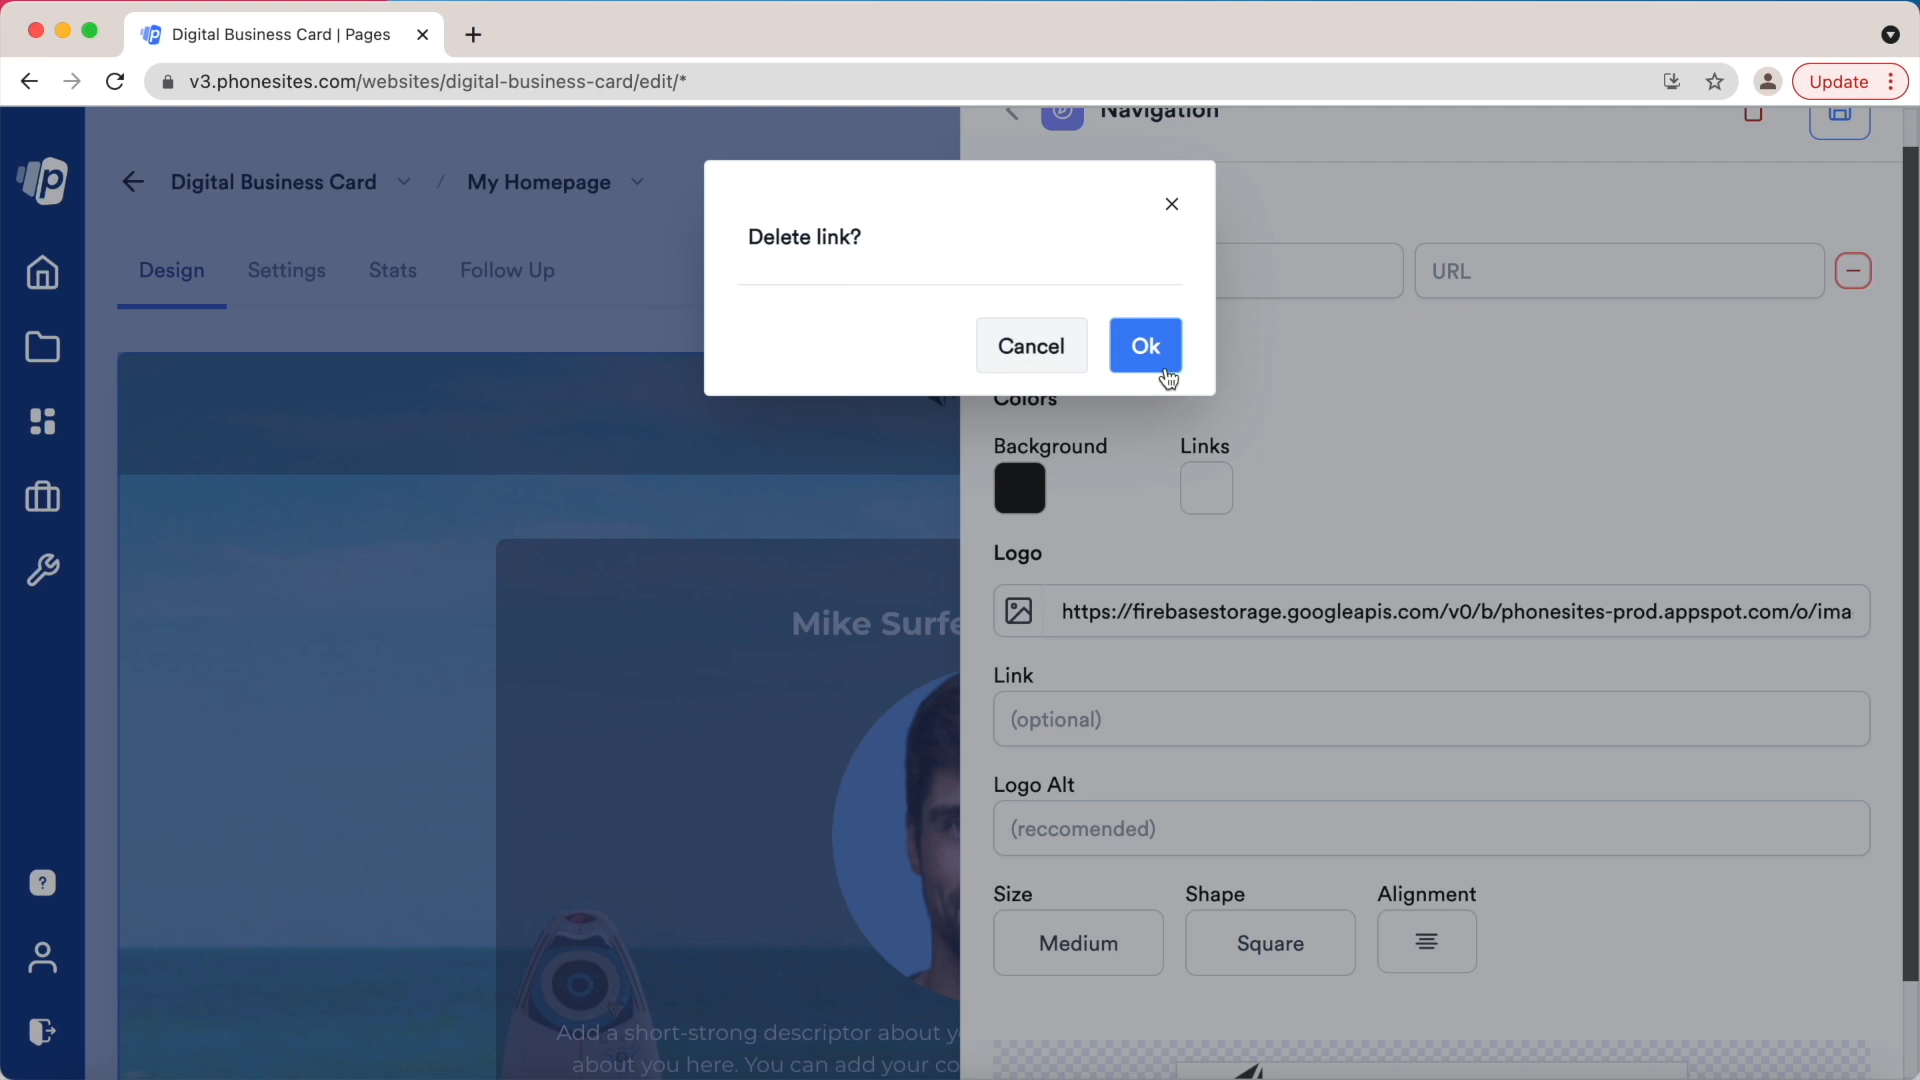 Digital Business Card | Pages
v3.phonesites.com/websites/digital-business-card/edit/*
Update
Navigation
Digital Business Card / My Homepage
Delete link?
Design
Settings
Stats
Follow Up
URL
Cancel
Ok
Colors
Background
Links
Logo
https://firebasestorage.googleapis.com/v0/b/phonesites-prod.appspot.com/o/ima
Mike Surfe
Link
(optional)
Logo Alt
(reccomended)
Size
Shape
Alignment
Medium
Square
Add a short-strong descriptor about y
about you here. You can add your co